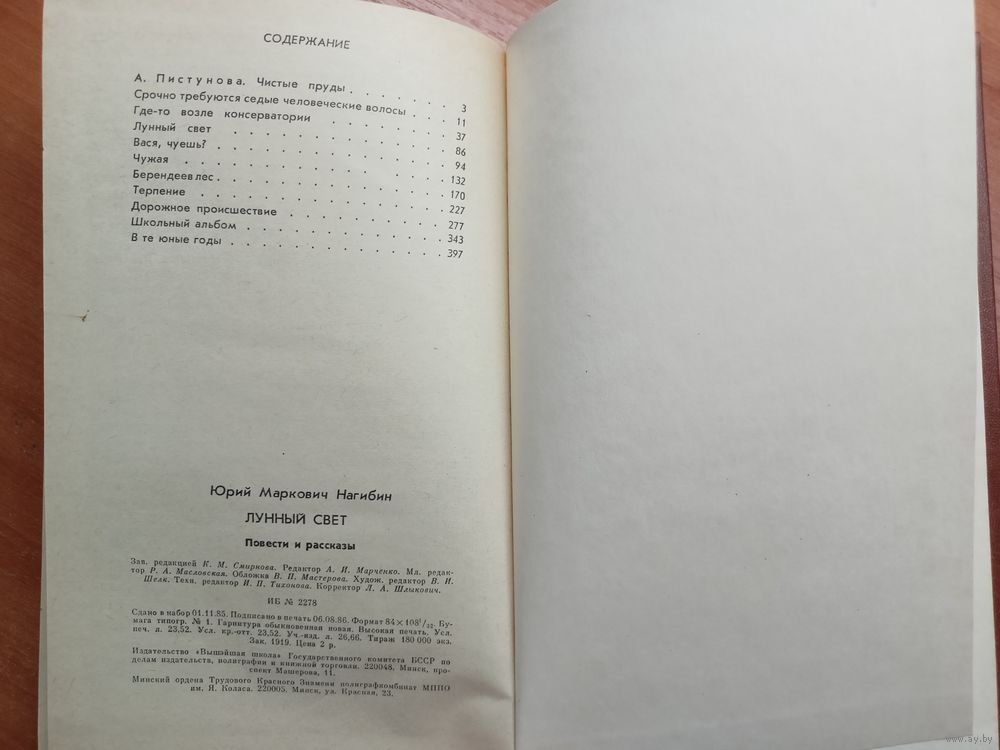 СОДЕРЖАНИЕ
А. Пистунова. Чистые пруды . . . . . . . 3
Срочно требуются седые человеческие волосы . . . 11
Где-то возле консерватории . . . . . . . 37
Лунный свет . . . . . . . . . . . 86
Вася, чуешь? . . . . . . . . . . . 94
Чужая . . . . . . . . . . . . 132
Берендеев лес . . . . . . . . . . . 170
Терпение . . . . . . . . . . . . 227
Дорожное происшествие . . . . . . . . 277
Школьный альбом . . . . . . . . . . 343
В те юные годы . . . . . . . . . . . 397
Юрий Маркович Нагибин
ЛУННЫЙ СВЕТ
Повести и рассказы
Зав. редакцией К. М. Смирнова. Редактор А. И. Марченко. Мл. редак-
тор Р. А. Масловская. Обложка В. П. Мастерова. Худож. редактор В. И.
Шелк. Техн. редактор И. П. Тихонова. Корректор Л. А. Шлыкович.
ИБ № 2278
Сдано в набор 01.11.85. Подписано в печать 06.08.86. Формат 84×108¹/₃₂. Бу-
мага типогр. № 1. Гарнитура обыкновенная новая. Высокая печать. Усл.
печ. л. 23,52. Усл. кр.-отт. 23,52. Уч.-изд. л. 26,66. Тираж 180 000 экз.
Зак. 1919. Цена 2 р.
Издательство «Вышэйшая школа» Государственного комитета БССР по
делам издательств, полиграфии и книжной торговли. 220048, Минск, про-
спект Машерова, 11.
Минский ордена Трудового Красного Знамени полиграфкомбинат МППО
им. Я. Коласа. 220005. Минск, ул. Красная, 23.
www.ay.by